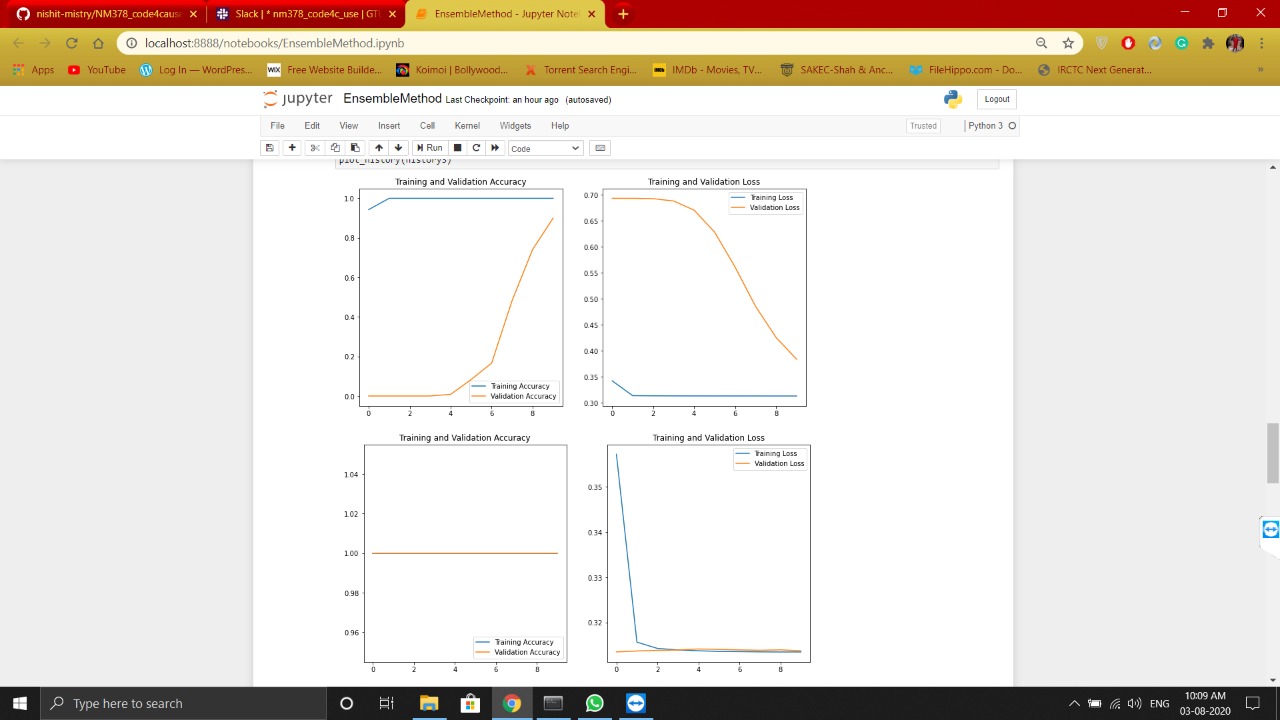 nishit-mistry/NM378_code4caus
Slack | * nm378_code4c_use | GTU
EnsembleMethod - Jupyter Note
localhost:8888/notebooks/EnsembleMethod.ipynb
Apps YouTube Log In — WordPres... WIX Free Website Builde... Koimoi | Bollywood... Torrent Search Engi... IMDb IMDb - Movies, TV... SAKEC-Shah & Anc... FileHippo.com - Do... IRCTC Next Generat... »
jupyter EnsembleMethod Last Checkpoint: an hour ago (autosaved) Logout
File Edit View Insert Cell Kernel Widgets Help Trusted Python 3
Run Code
plot_history(history3)
Training and Validation Accuracy
1.0
0.8
0.6
0.4
0.2
0.0
Training Accuracy
Validation Accuracy
0 2 4 6 8
Training and Validation Loss
0.70
0.65
0.60
0.55
0.50
0.45
0.40
0.35
0.30
Training Loss
Validation Loss
0 2 4 6 8
Training and Validation Accuracy
1.04
1.02
1.00
0.98
0.96
Training Accuracy
Validation Accuracy
0 2 4 6 8
Training and Validation Loss
0.35
0.34
0.33
0.32
Training Loss
Validation Loss
0 2 4 6 8
Type here to search
ENG
10:09 AM
03-08-2020